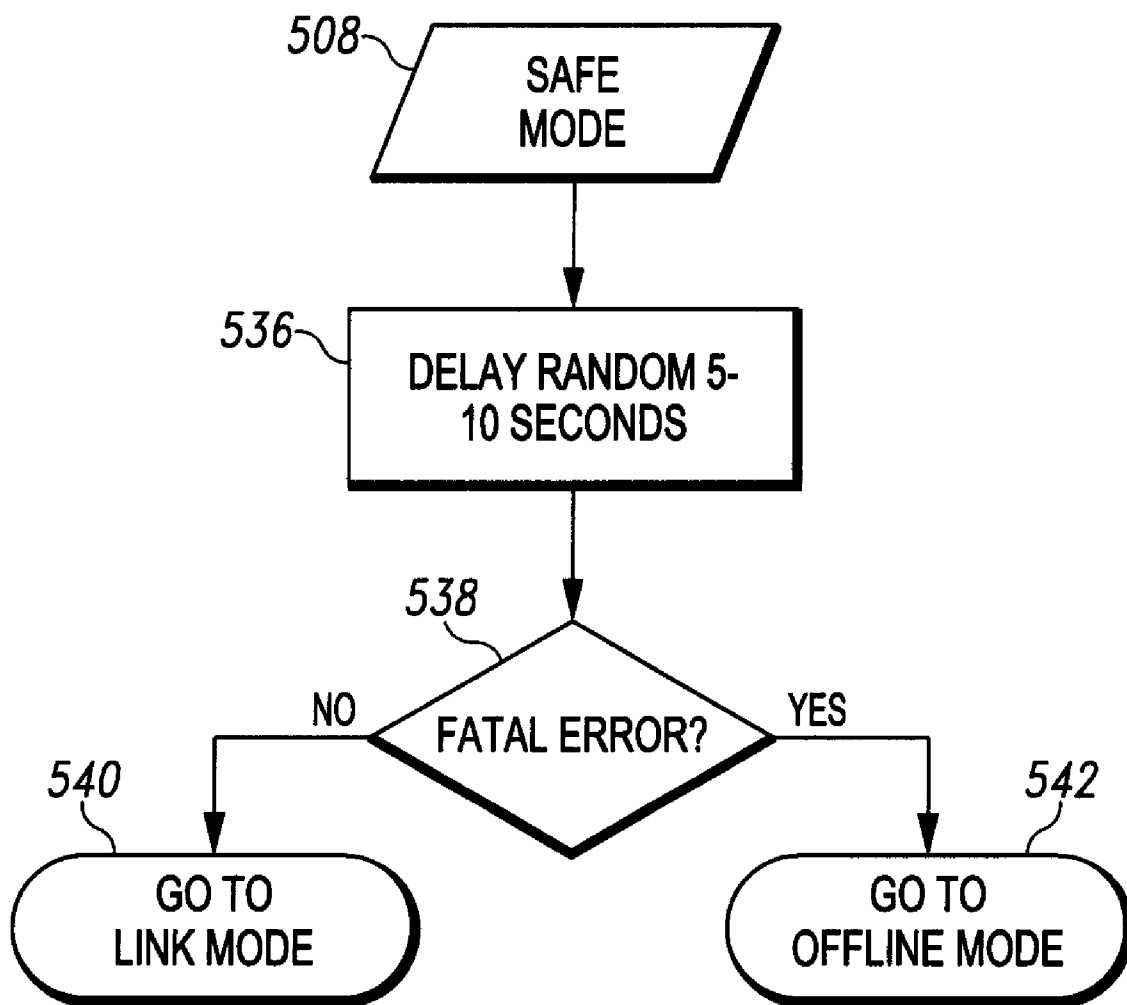 508
SAFE
MODE
536
DELAY RANDOM 5-
10 SECONDS
538
NO
FATAL ERROR?
YES
540
542
GO TO
LINK MODE
GO TO
OFFLINE MODE